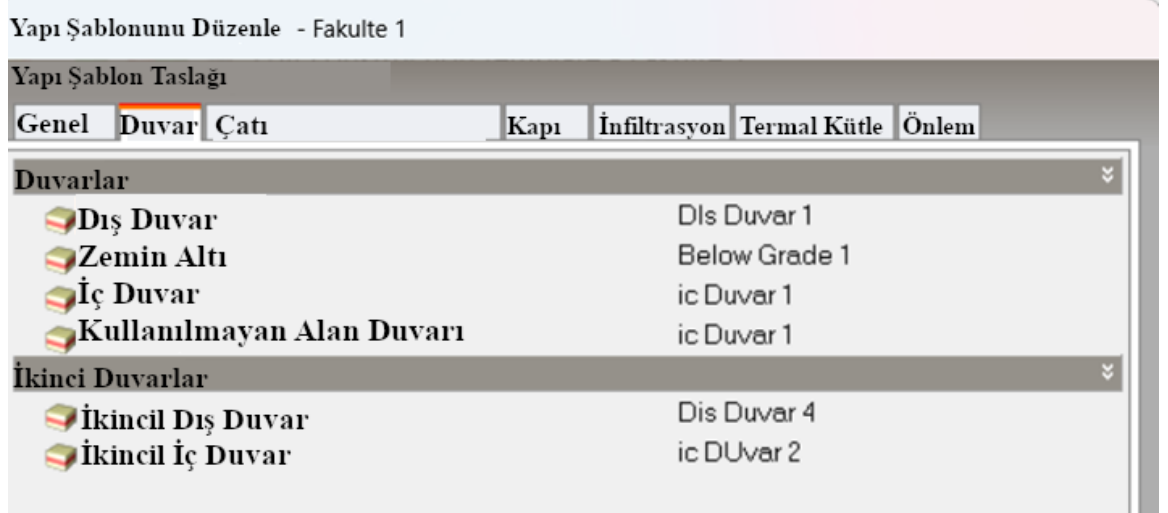 Yapı Şablonunu Düzenle - Fakulte 1
Yapı Şablon Taslağı
Genel Duvar Çatı Kapı İnfiltrasyon Termal Kütle Önlem
Duvarlar
Dış Duvar DIs Duvar 1
Zemin Altı Below Grade 1
İç Duvar ic Duvar 1
Kullanılmayan Alan Duvarı ic Duvar 1
İkinci Duvarlar
İkincil Dış Duvar Dis Duvar 4
İkincil İç Duvar ic DUvar 2